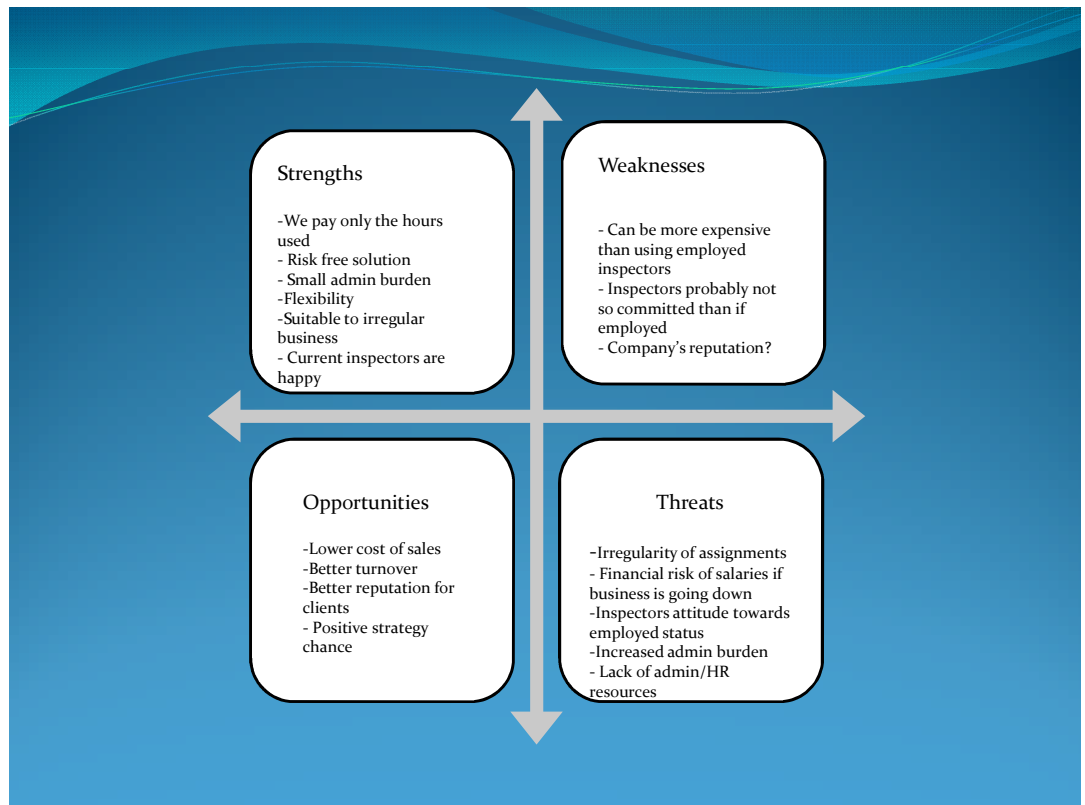 Strengths
-We pay only the hours
used
- Risk free solution
- Small admin burden
-Flexibility
-Suitable to irregular
business
- Current inspectors are
happy
Weaknesses
- Can be more expensive
than using employed
inspectors
- Inspectors probably not
so committed than if
employed
- Company’s reputation?
Opportunities
-Lower cost of sales
-Better turnover
-Better reputation for
clients
- Positive strategy
chance
Threats
-Irregularity of assignments
- Financial risk of salaries if
business is going down
-Inspectors attitude towards
employed status
-Increased admin burden
- Lack of admin/HR
resources